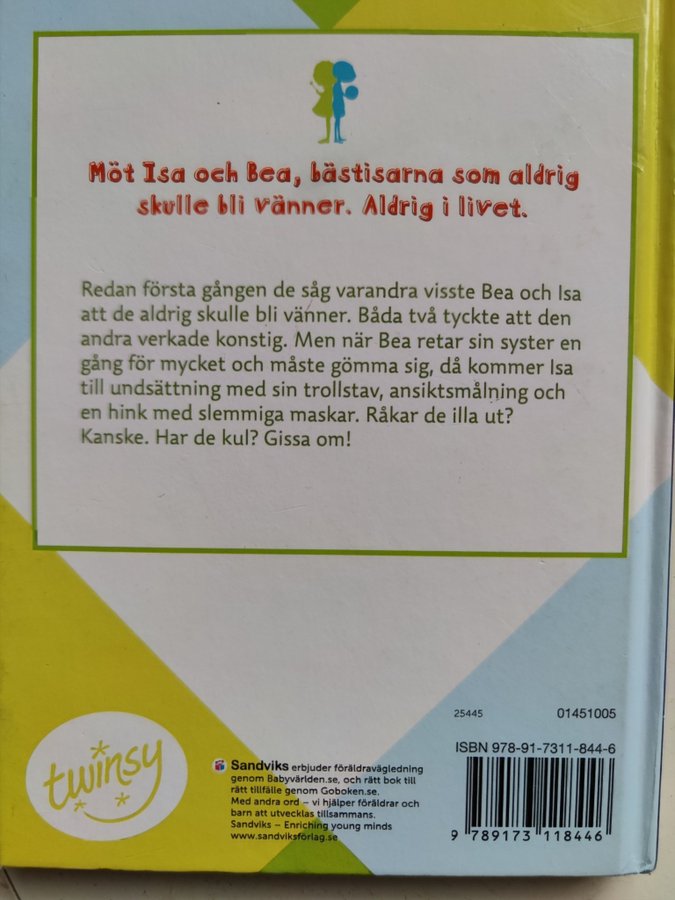 Möt Isa och Bea, bästisarna som aldrig
skulle bli vänner. Aldrig i livet.
Redan första gången de såg varandra visste Bea och Isa
att de aldrig skulle bli vänner. Båda två tyckte att den
andra verkade konstig. Men när Bea retar sin syster en
gång för mycket och måste gömma sig, då kommer Isa
till undsättning med sin trollstav, ansiktsmålning och
en hink med slemmiga maskar. Råkar de illa ut?
Kanske. Har de kul? Gissa om!
twinsy
Sandviks erbjuder föräldravägledning
genom Babyvärlden.se, och rätt bok till
rätt tillfälle genom Goboken.se.
Med andra ord – vi hjälper föräldrar och
barn att utvecklas tillsammans.
Sandviks – Enriching young minds
www.sandviksförlag.se
25445 01451005
ISBN 978-91-7311-844-6
9 789173 118446